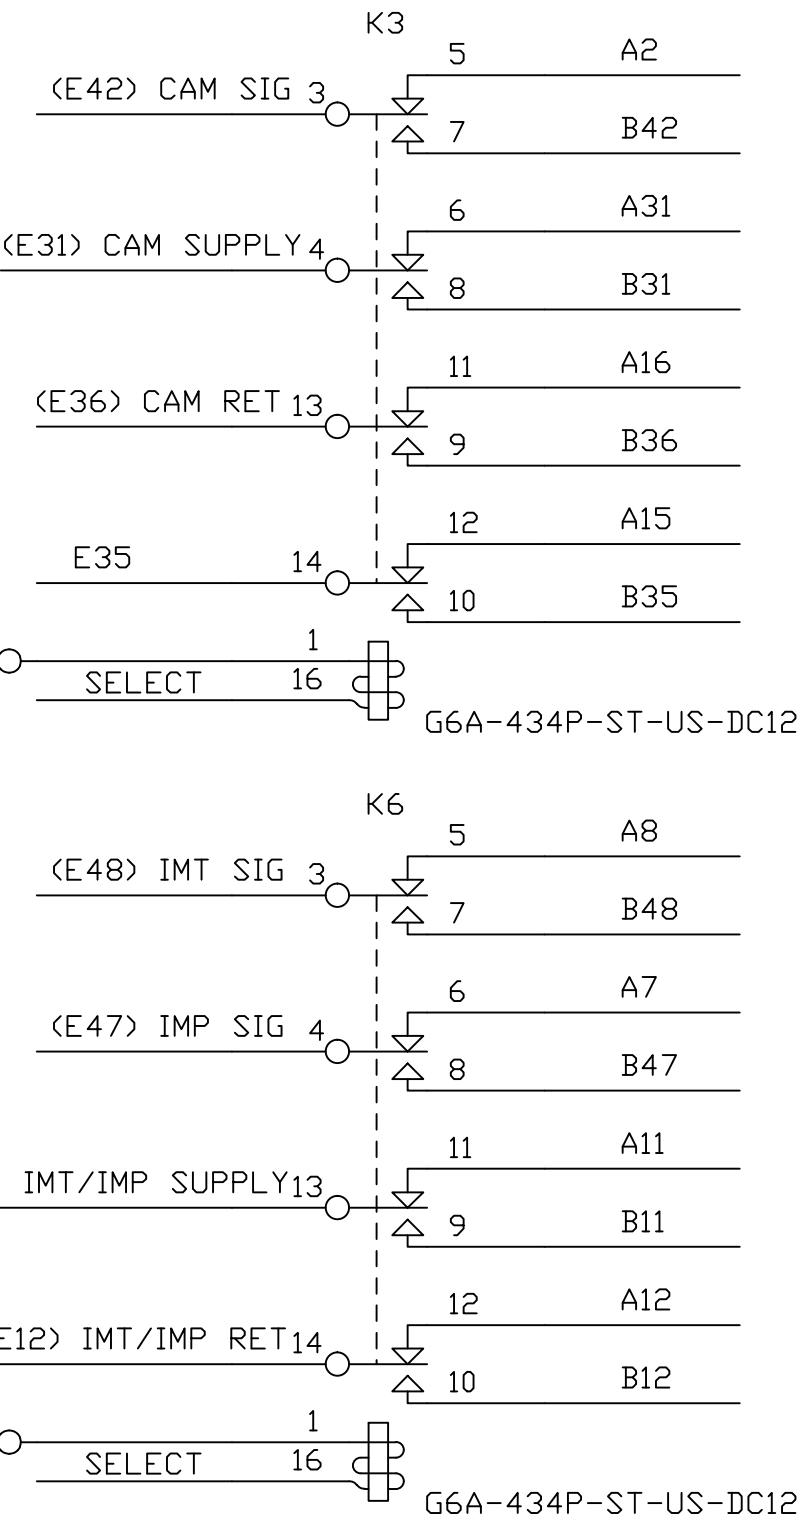 K3
5 A2
(E42) CAM SIG 3
7 B42
6 A31
(E31) CAM SUPPLY 4
8 B31
11 A16
(E36) CAM RET 13
9 B36
12 A15
E35 14
10 B35
1
SELECT 16
G6A-434P-ST-US-DC12
K6
5 A8
(E48) IMT SIG 3
7 B48
6 A7
(E47) IMP SIG 4
8 B47
11 A11
IMT/IMP SUPPLY 13
9 B11
12 A12
E12) IMT/IMP RET 14
10 B12
1
SELECT 16
G6A-434P-ST-US-DC12